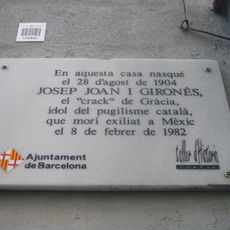 En aquesta casa nasqué
el 28 d'agost de 1904
JOSEP JOAN I GIRONÈS,
el "crack" de Gràcia,
ídol del pugilisme català,
que morí exiliat a Mèxic
el 8 de febrer de 1982
Ajuntament
de Barcelona
taller d'Història